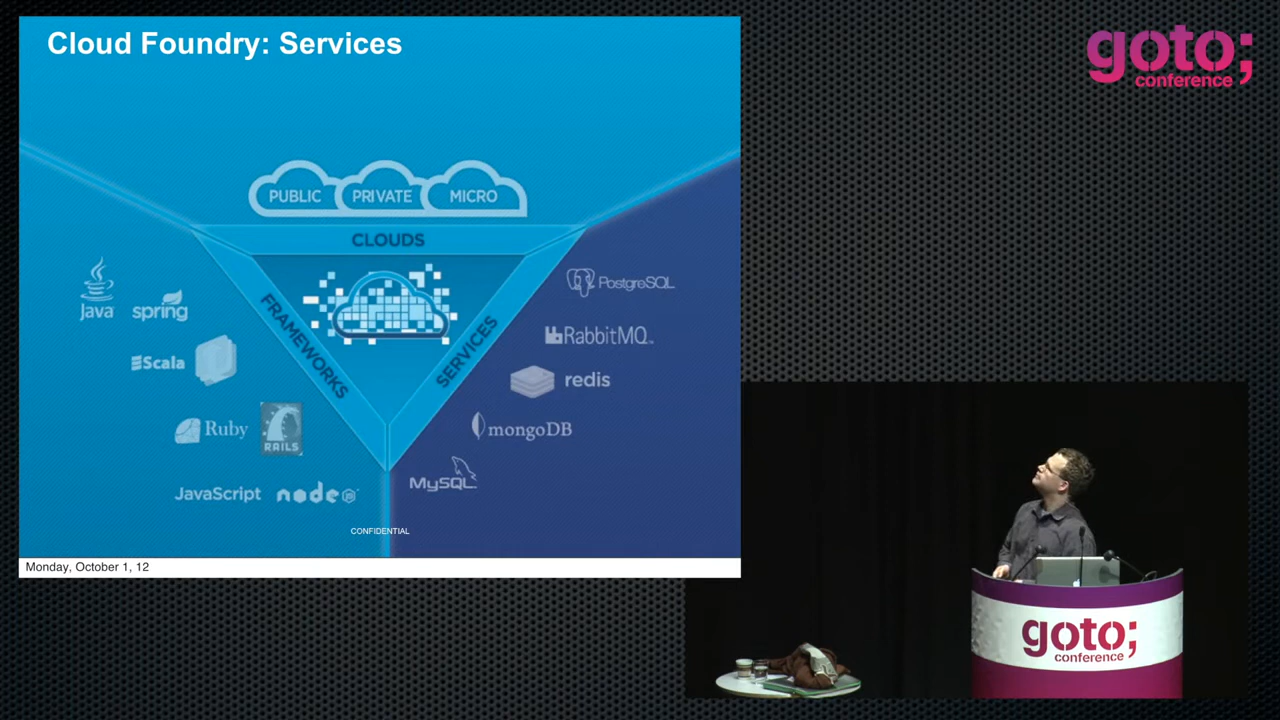 Cloud Foundry: Services
goto;
conference
PUBLIC PRIVATE MICRO
CLOUDS
FRAMEWORKS
SERVICES
Java
spring
Scala
Ruby
RAILS
JavaScript node
PostgreSQL
RabbitMQ
redis
mongoDB
MySQL
CONFIDENTIAL
Monday, October 1, 12
goto;
conference